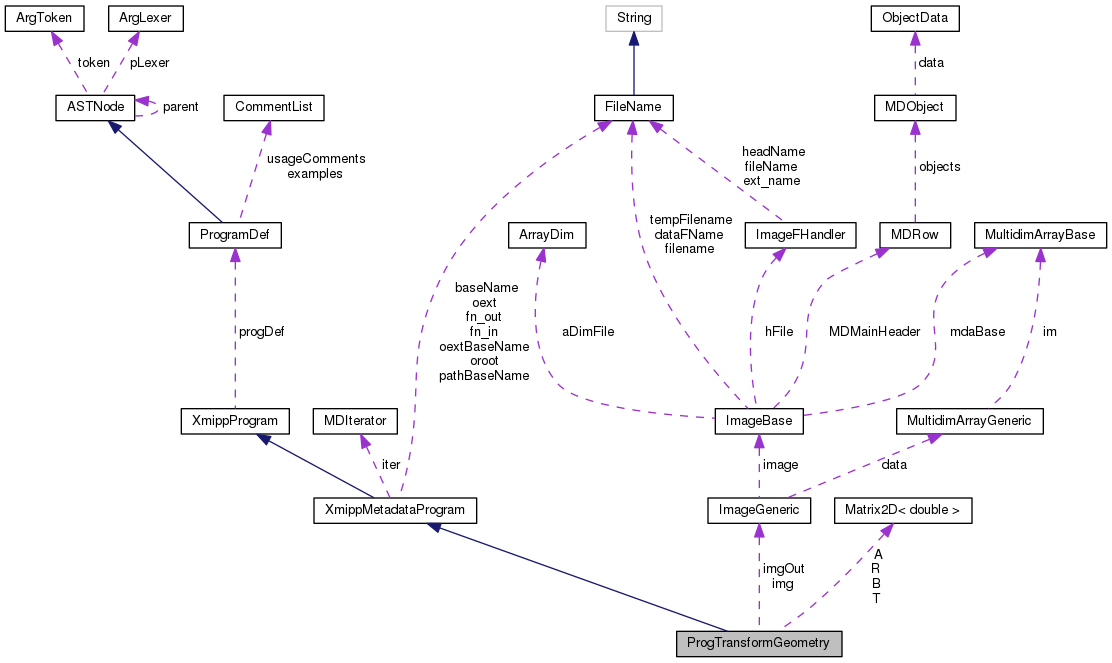 ArgToken
ArgLexer
String
ObjectData
token
pLexer
data
ASTNode
parent
CommentList
FileName
MDObject
usageComments
examples
headName
fileName
ext_name
objects
ProgramDef
ArrayDim
tempFilename
dataFName
filename
ImageFHandler
MDRow
MultidimArrayBase
progDef
baseName
oext
fn_out
fn_in
oextBaseName
oroot
pathBaseName
aDimFile
hFile
MDMainHeader
mdaBase
im
XmippProgram
MDIterator
ImageBase
MultidimArrayGeneric
iter
image
data
XmippMetadataProgram
ImageGeneric
Matrix2D< double >
imgOut
img
A
R
B
T
ProgTransformGeometry